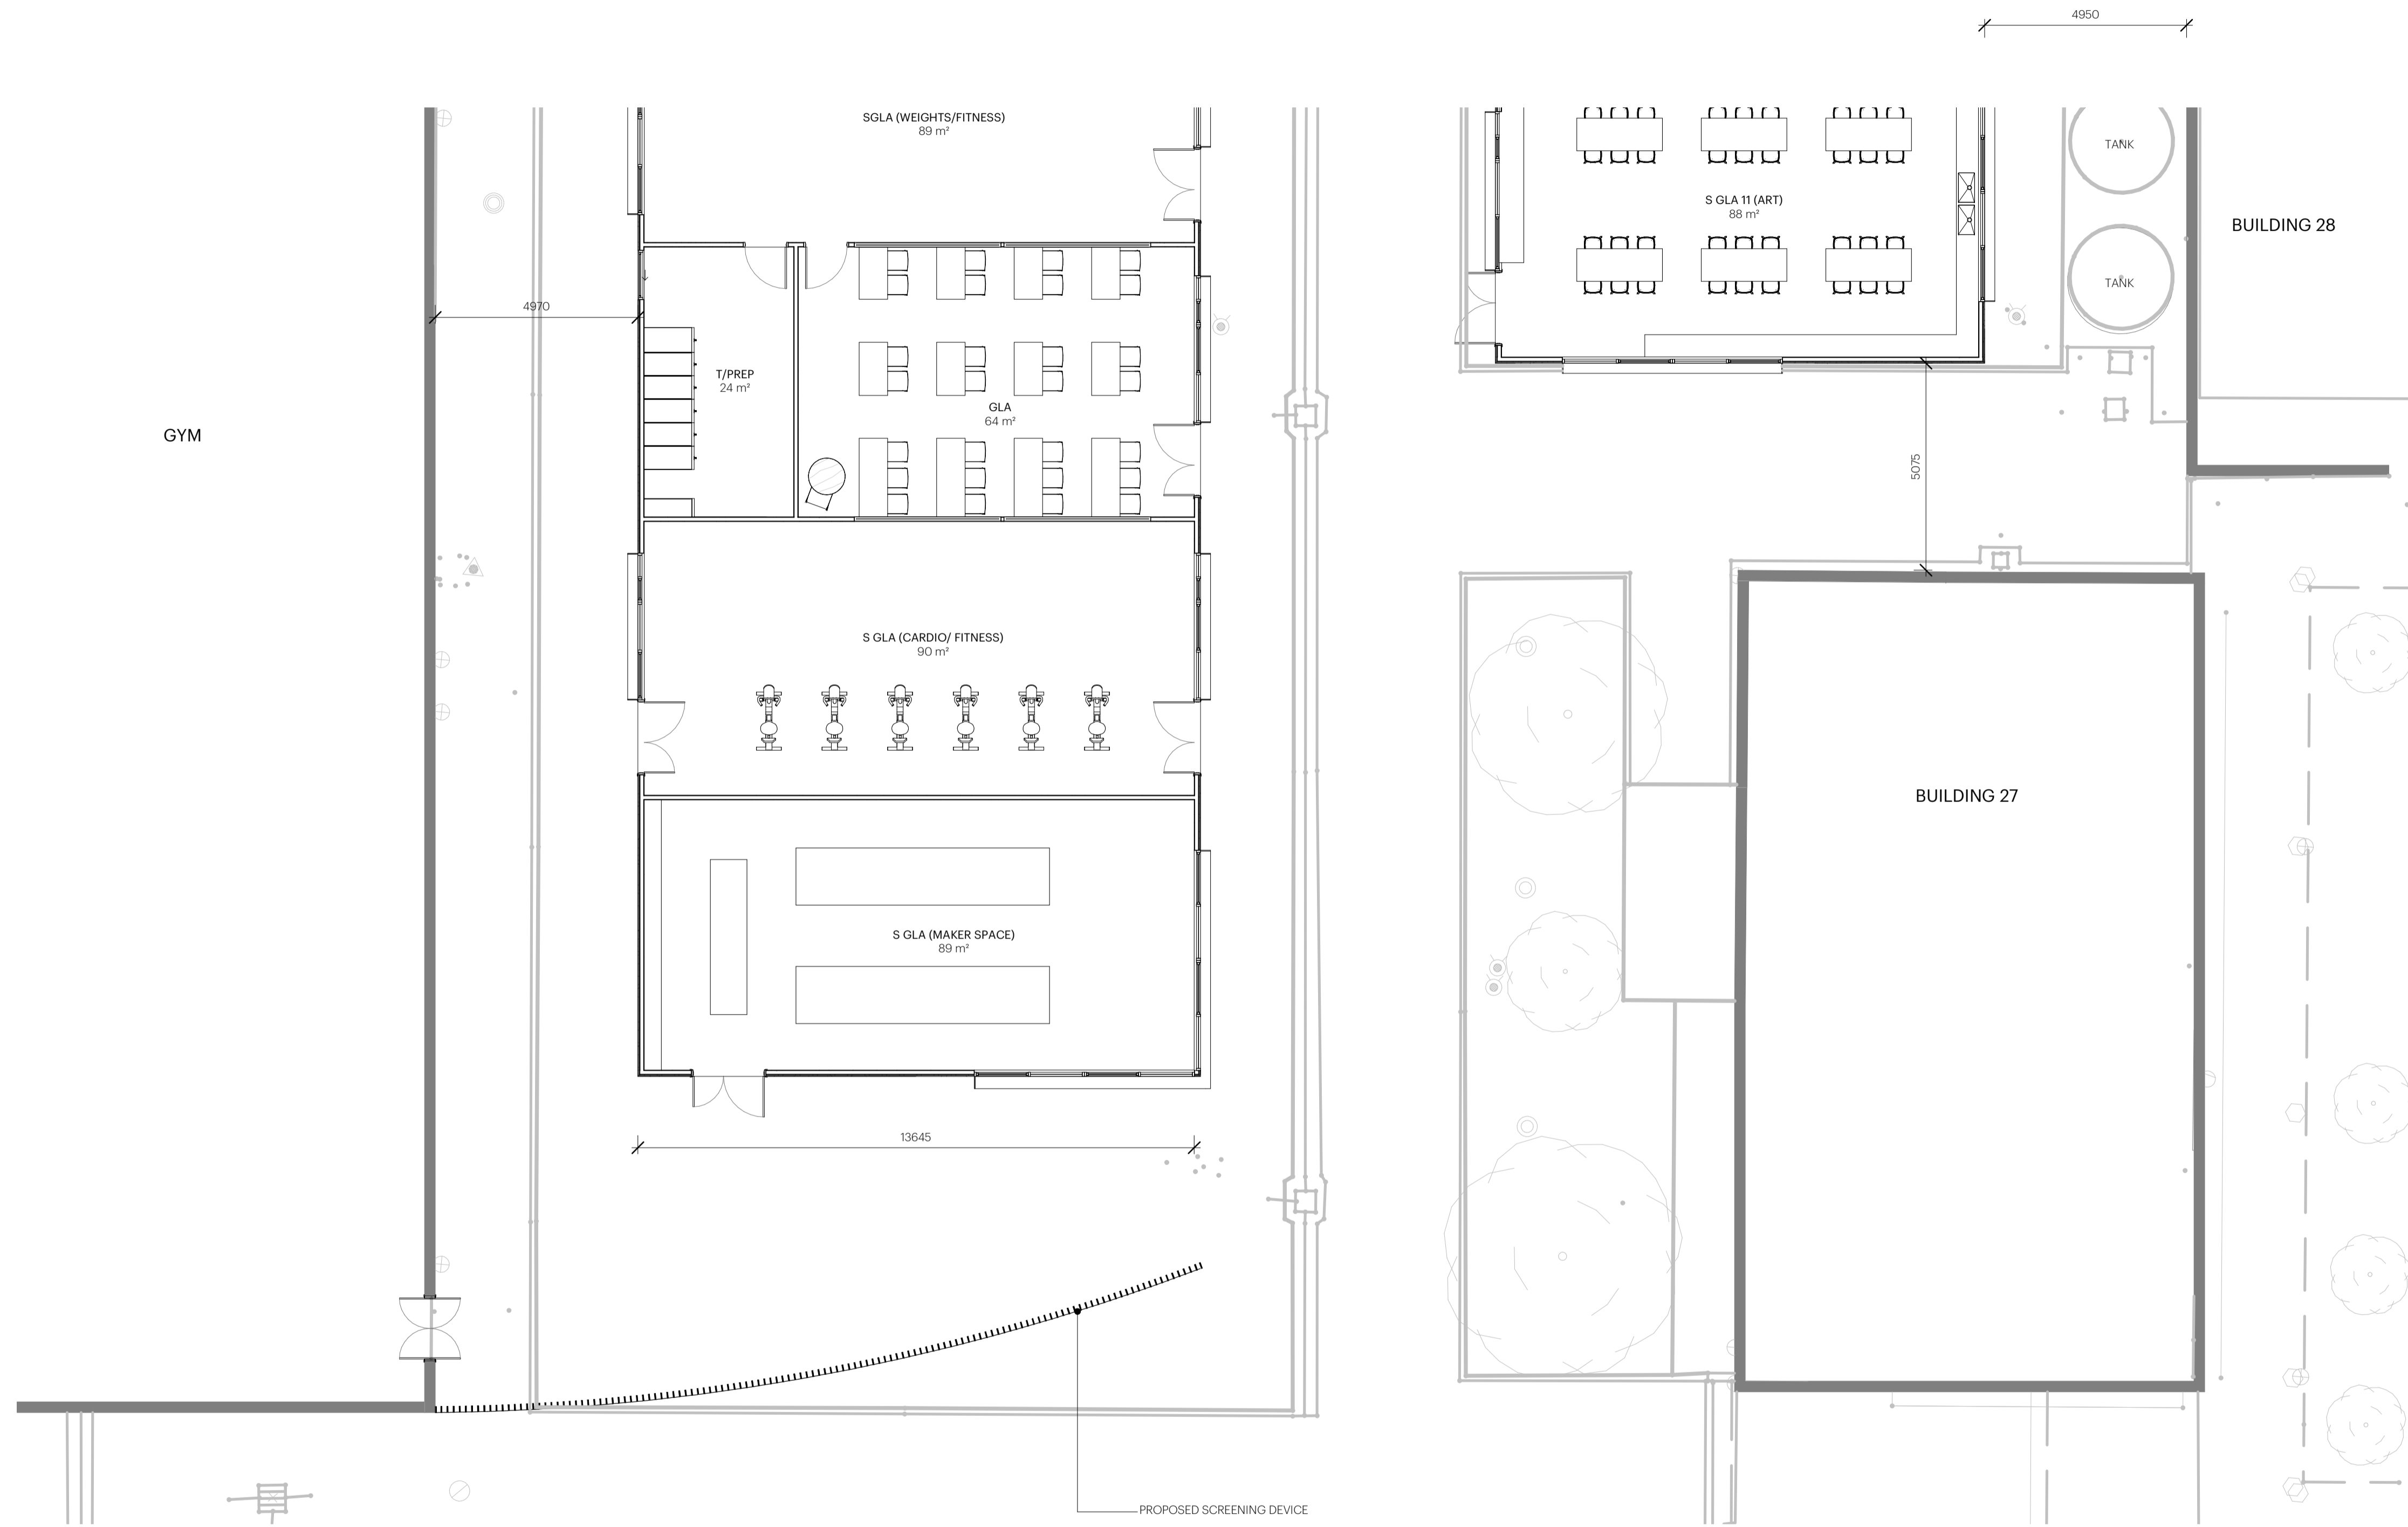 4950
SGLA (WEIGHTS/FITNESS)
89 m²
TANK
S GLA 11 (ART)
88 m²
BUILDING 28
TANK
4970
T/PREP
24 m²
GLA
64 m²
GYM
5075
S GLA (CARDIO/ FITNESS)
90 m²
BUILDING 27
S GLA (MAKER SPACE)
89 m²
13645
PROPOSED SCREENING DEVICE